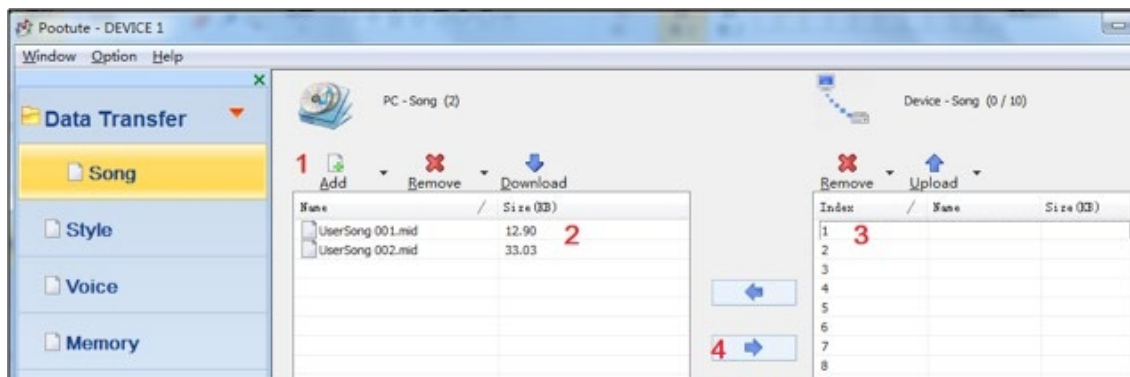 Pootute - DEVICE 1
Window Option Help
Data Transfer
Song
Style
Voice
Memory
PC - Song (2)
1 Add Remove Download
Name / Size(KB)
UserSong 001.mid 12.90 2
UserSong 002.mid 33.03
4
Device - Song (0 / 10)
Remove Upload
Index / Name Size(KB)
1 3
2
3
4
5
6
7
8